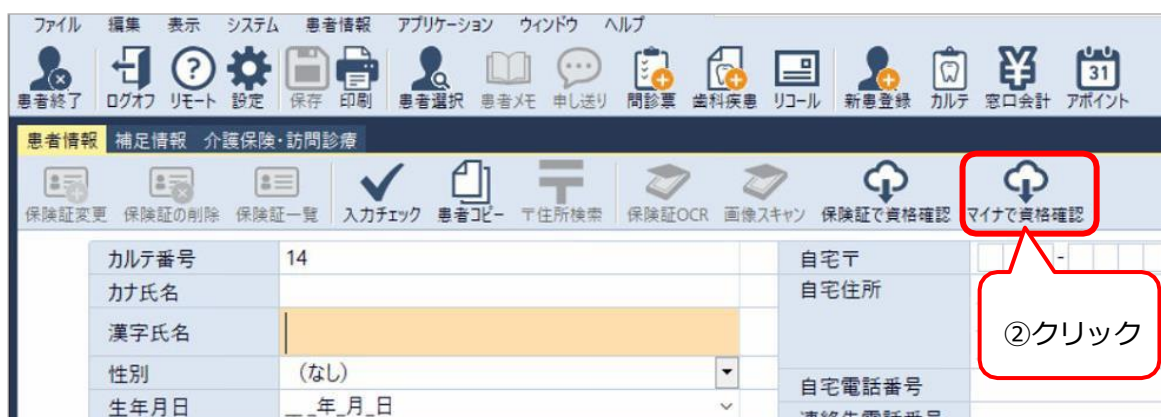 ファイル 編集 表示 システム 患者情報 アプリケーション ウィンドウ ヘルプ
患者終了 ログオフ リモート 設定 保存 印刷 患者選択 患者メモ 申し送り 問診票 歯科疾患 リコール 新患登録 カルテ 窓口会計 アポイント
31
患者情報 補足情報 介護保険・訪問診療
保険証変更 保険証の削除 保険証一覧 入力チェック 患者コピー 〒住所検索 保険証OCR 画像スキャン 保険証で資格確認 マイナで資格確認
カルテ番号 14 自宅〒 -
カナ氏名 自宅住所
漢字氏名
②クリック
性別 (なし)
自宅電話番号
生年月日 __年_月_日
連絡先電話番号